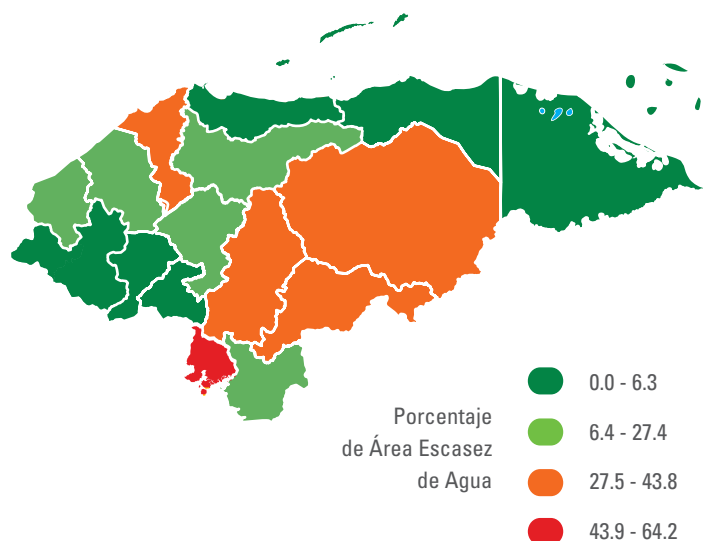 Porcentaje
de Área Escasez
de Agua
0.0 - 6.3
6.4 - 27.4
27.5 - 43.8
43.9 - 64.2